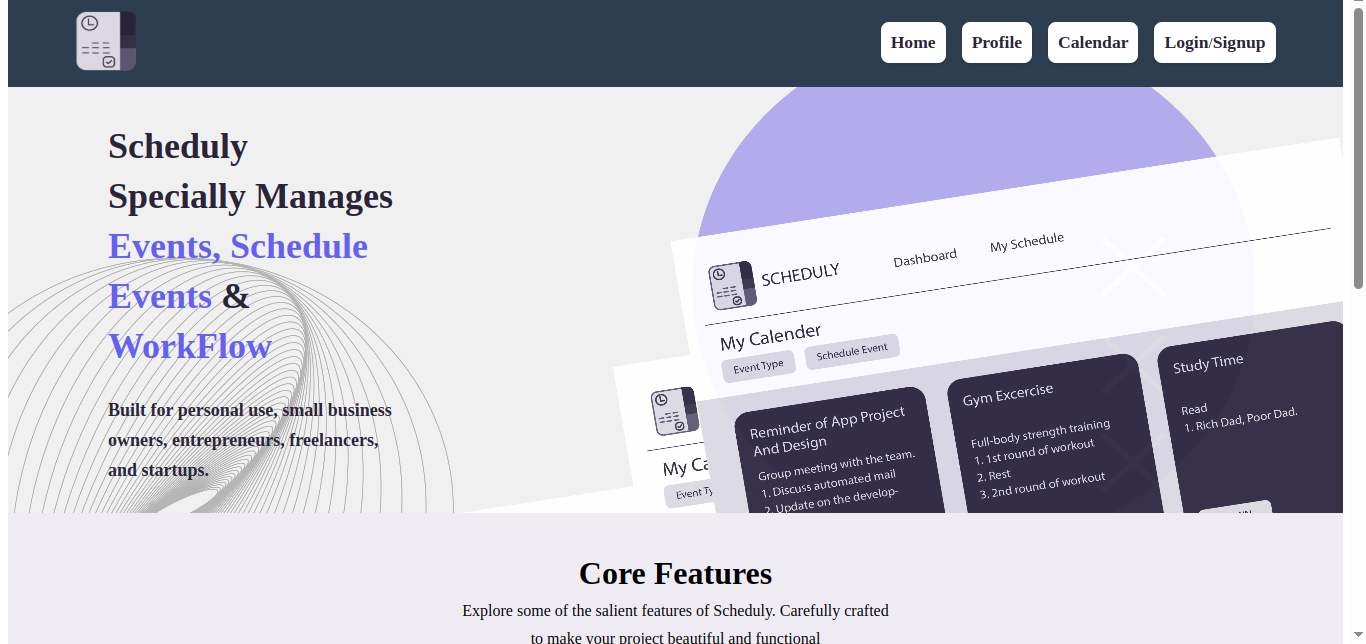 Home Profile Calendar Login/Signup
Scheduly
Specially Manages
Events, Schedule
Events &
WorkFlow
Built for personal use, small business
owners, entrepreneurs, freelancers,
and startups.
SCHEDULY
Dashboard
My Schedule
My Calender
Event Type
Schedule Event
Reminder of App Project
And Design
Group meeting with the team.
1. Discuss automated mail
2. Update on the develop-
Gym Excercise
Full-body strength training
1. 1st round of workout
2. Rest
3. 2nd round of workout
Study Time
Read
1. Rich Dad, Poor Dad.
My Ca
Event Ty
Core Features
Explore some of the salient features of Scheduly. Carefully crafted
to make your project beautiful and functional